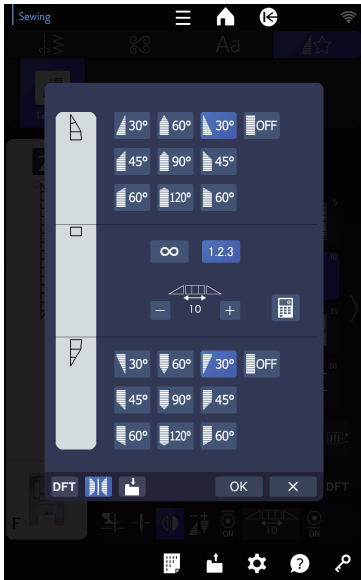 Sewing
Aa
30° 60° 30° OFF
45° 90° 45°
60° 120° 60°
∞ 1.2.3
− 10 +
30° 60° 30° OFF
45° 90° 45°
60° 120° 60°
DFT OK ×
DFT
F
ON 10 ON
?